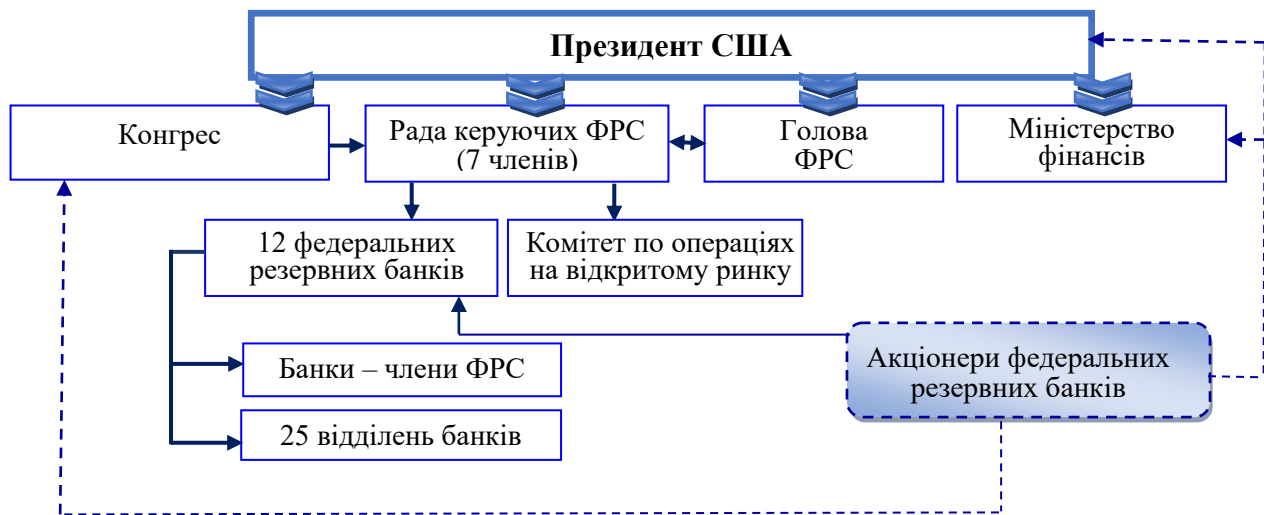 Президент США
Конгрес
Рада керуючих ФРС
(7 членів)
Голова
ФРС
Міністерство
фінансів
12 федеральних
резервних банків
Комітет по операціях
на відкритому ринку
Акціонери федеральних
резервних банків
Банки – члени ФРС
25 відділень банків